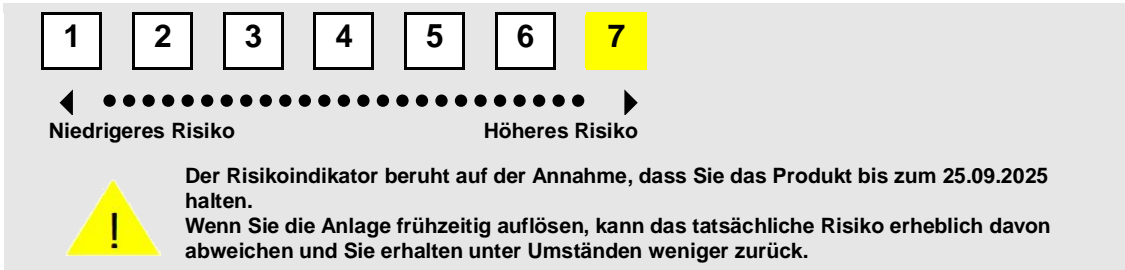 1 2 3 4 5 6 7
Niedrigeres Risiko Höheres Risiko
Der Risikoindikator beruht auf der Annahme, dass Sie das Produkt bis zum 25.09.2025
halten.
Wenn Sie die Anlage frühzeitig auflösen, kann das tatsächliche Risiko erheblich davon
abweichen und Sie erhalten unter Umständen weniger zurück.
!